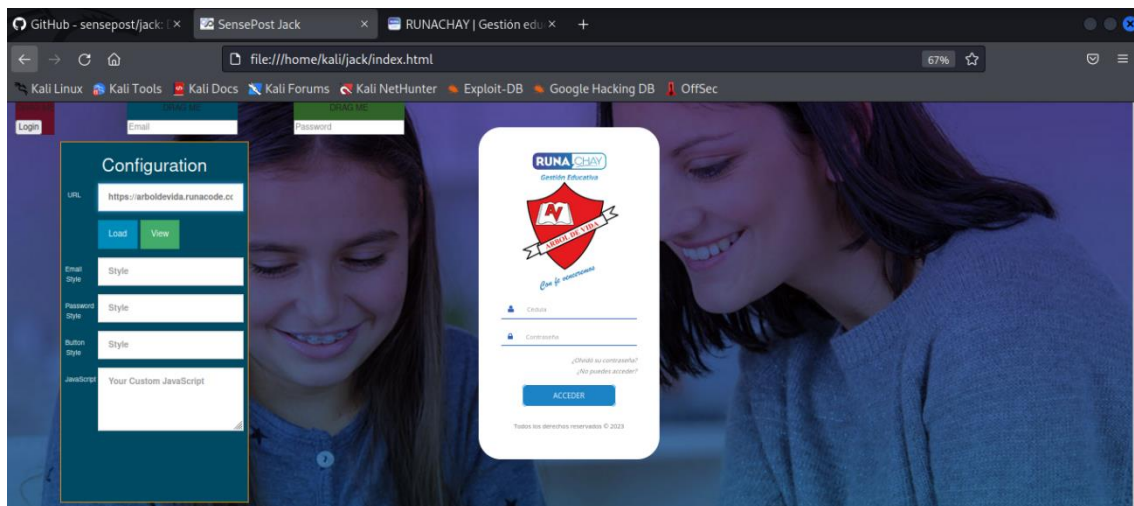 GitHub - sensepost/jack:
SensePost Jack
RUNACHAY | Gestión edu
file:///home/kali/jack/index.html
67%
Kali Linux Kali Tools Kali Docs Kali Forums Kali NetHunter Exploit-DB Google Hacking DB OffSec
DRAG ME DRAG ME
Login Email Password
Configuration
URL https://arboldevida.runacode.cc
Load View
Email Style Style
Password Style Style
Button Style Style
JavaScript Your Custom JavaScript
RUNACHAY
Gestión Educativa
AV
ARBOL DE VIDA
Con fe venceremos
Cedula
Contraseña
¿Olvidó su contraseña?
¿No puedes acceder?
ACCEDER
Todos los derechos reservados © 2023